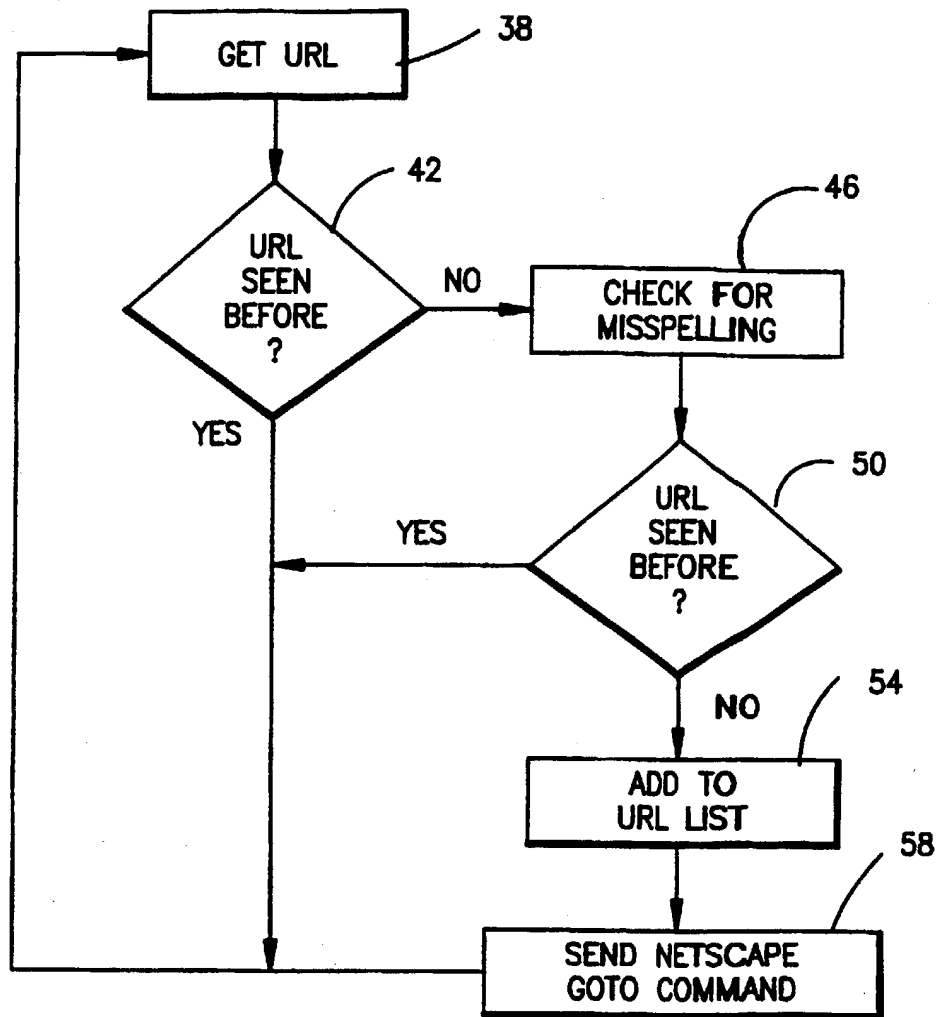 GET URL
38
42
URL
SEEN
BEFORE
?
NO
46
CHECK FOR
MISSPELLING
YES
50
URL
SEEN
BEFORE
?
YES
NO
54
ADD TO
URL LIST
58
SEND NETSCAPE
GOTO COMMAND